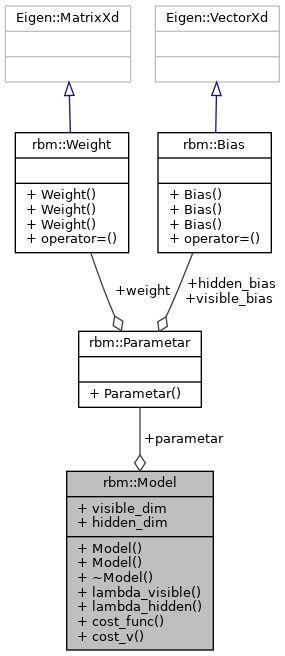 Eigen::MatrixXd
Eigen::VectorXd
rbm::Weight
+ Weight()
+ Weight()
+ Weight()
+ operator=()
rbm::Bias
+ Bias()
+ Bias()
+ Bias()
+ operator=()
+weight
+hidden_bias
+visible_bias
rbm::Parametar
+ Parametar()
+parametar
rbm::Model
+ visible_dim
+ hidden_dim
+ Model()
+ Model()
+ ~Model()
+ lambda_visible()
+ lambda_hidden()
+ cost_func()
+ cost_v()